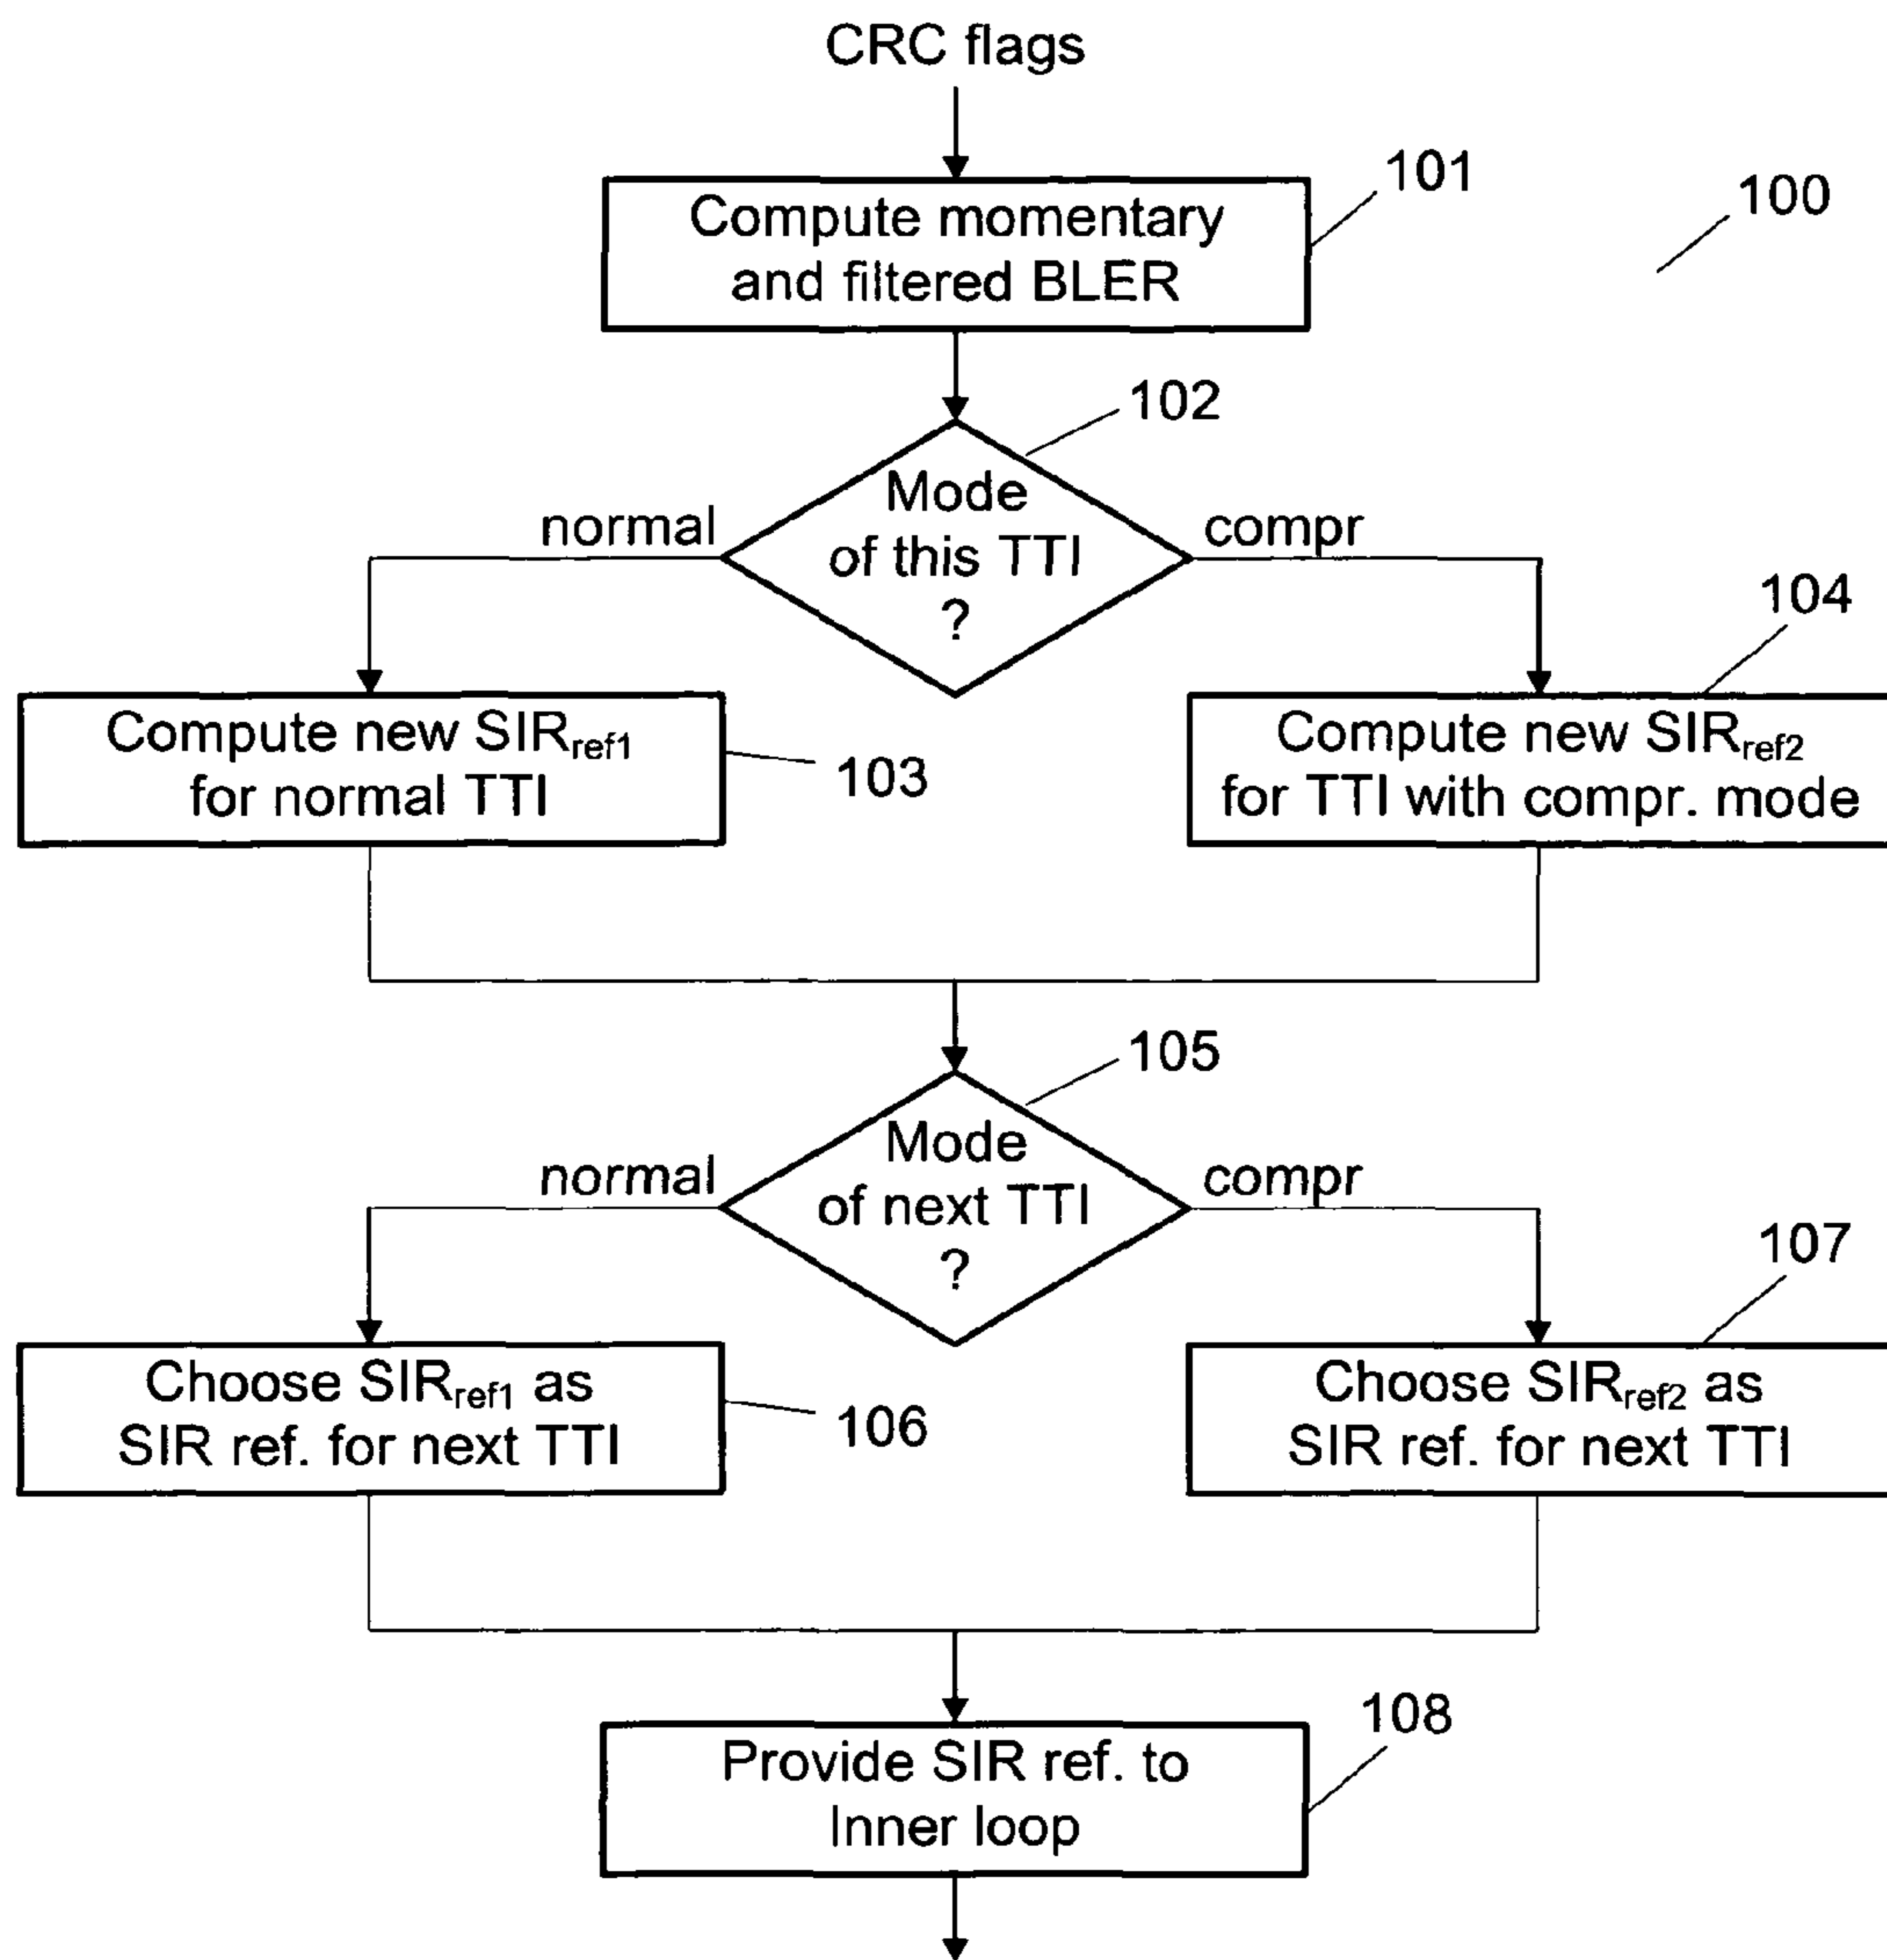 CRC flags
101
100
Compute momentary
and filtered BLER
102
Mode
of this TTI
?
normal
compr
104
Compute new SIRref1
for normal TTI
103
Compute new SIRref2
for TTI with compr. mode
105
Mode
of next TTI
?
normal
compr
107
Choose SIRref1 as
SIR ref. for next TTI
106
Choose SIRref2 as
SIR ref. for next TTI
108
Provide SIR ref. to
Inner loop